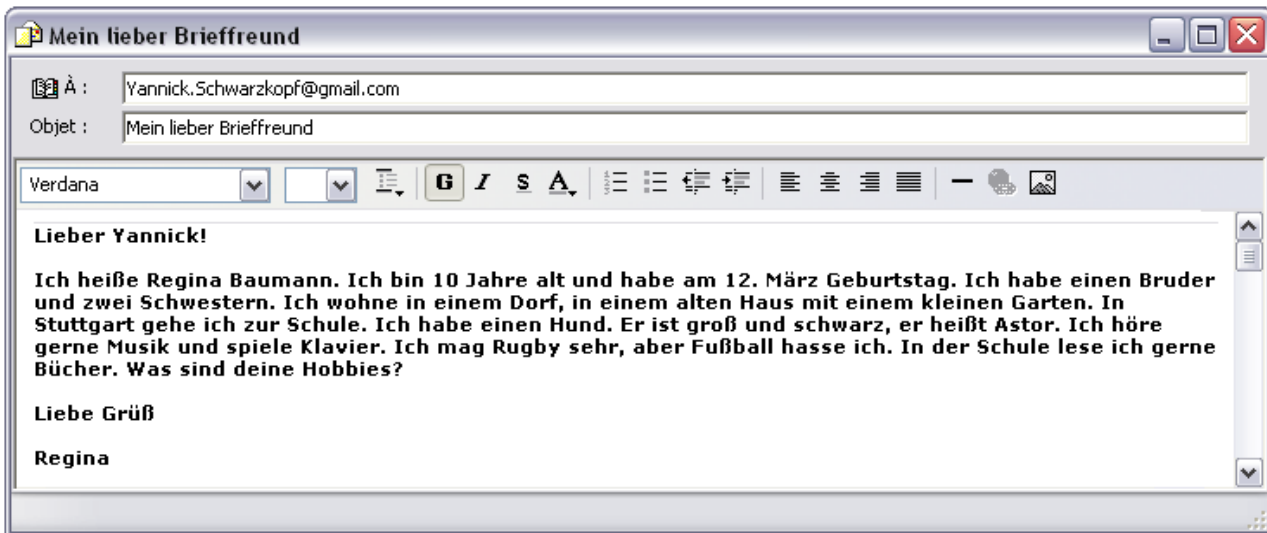 Mein lieber Brieffreund
À :
Yannick.Schwarzkopf@gmail.com
Objet :
Mein lieber Brieffreund
Verdana
G I S A
Lieber Yannick!
Ich heiße Regina Baumann. Ich bin 10 Jahre alt und habe am 12. März Geburtstag. Ich habe einen Bruder
und zwei Schwestern. Ich wohne in einem Dorf, in einem alten Haus mit einem kleinen Garten. In
Stuttgart gehe ich zur Schule. Ich habe einen Hund. Er ist groß und schwarz, er heißt Astor. Ich höre
gerne Musik und spiele Klavier. Ich mag Rugby sehr, aber Fußball hasse ich. In der Schule lese ich gerne
Bücher. Was sind deine Hobbies?
Liebe Grüß
Regina